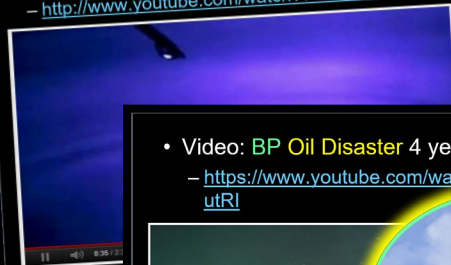 – http://www.youtube.com/watch
0:35 / 2:
• Video: BP Oil Disaster 4 ye
– https://www.youtube.com/wa
utRI